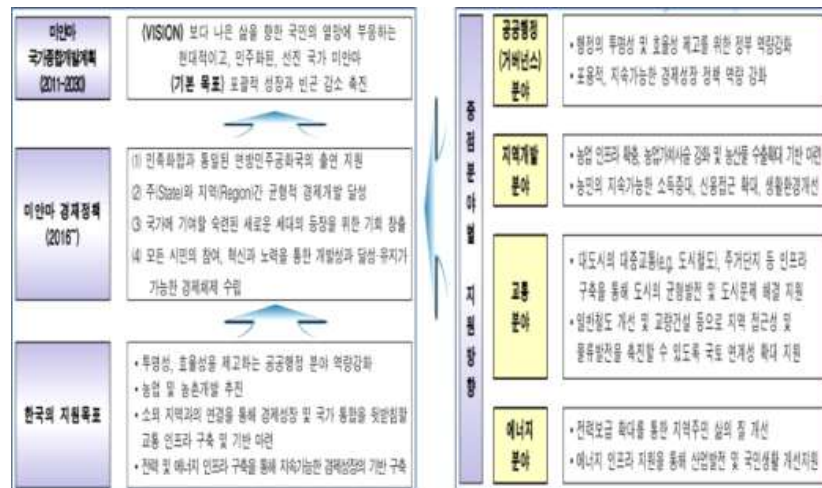 미얀마
국가종합개발계획
(2011-2030)
(VISION) 보다 나은 삶을 향한 국민의 열망에 부응하는
현대적이고, 민주화된, 선진 국가 미얀마
(기본 목표) 포괄적 성장과 빈곤 감소 촉진
미얀마 경제정책
(2016~)
(1) 민족화합과 통일된 연방민주공화국의 출연 지원
(2) 주(State)와 지역(Region)간 균형적 경제개발 달성
(3) 국가에 기여할 숙련된 새로운 세대의 등장을 위한 기회 창출
(4) 모든 시민의 참여, 혁신과 노력을 통한 개발성과 달성·유지가
가능한 경제체제 수립
한국의 지원목표
• 투명성, 효율성을 제고하는 공공행정 분야 역량강화
• 농업 및 농촌개발 추진
• 소외 지역과의 연결을 통해 경제성장 및 국가 통합을 뒷받침할
교통 인프라 구축 및 기반 마련
• 전력 및 에너지 인프라 구축을 통해 지속가능한 경제성장의 기반 구축
중점분야별 지원방향
공공행정
(거버넌스)
분야
• 행정의 투명성 및 효율성 제고를 위한 정부 역량강화
• 포용적, 지속가능한 경제성장 정책 역량 강화
지역개발
분야
• 농업 인프라 확충, 농업가치사슬 강화 및 농산물 수출확대 기반 마련
• 농민의 지속가능한 소득증대, 신용접근 확대, 생활환경개선
교통
분야
• 대도시의 대중교통(e.g. 도시철도), 주거단지 등 인프라
구축을 통해 도시의 균형발전 및 도시문제 해결 지원
• 일반철도 개선 및 교량건설 등으로 지역 접근성 및
물류발전을 촉진할 수 있도록 국토 연계성 확대 지원
에너지
분야
• 전력보급 확대를 통한 지역주민 삶의 질 개선
• 에너지 인프라 지원을 통해 산업발전 및 국민생활 개선지원